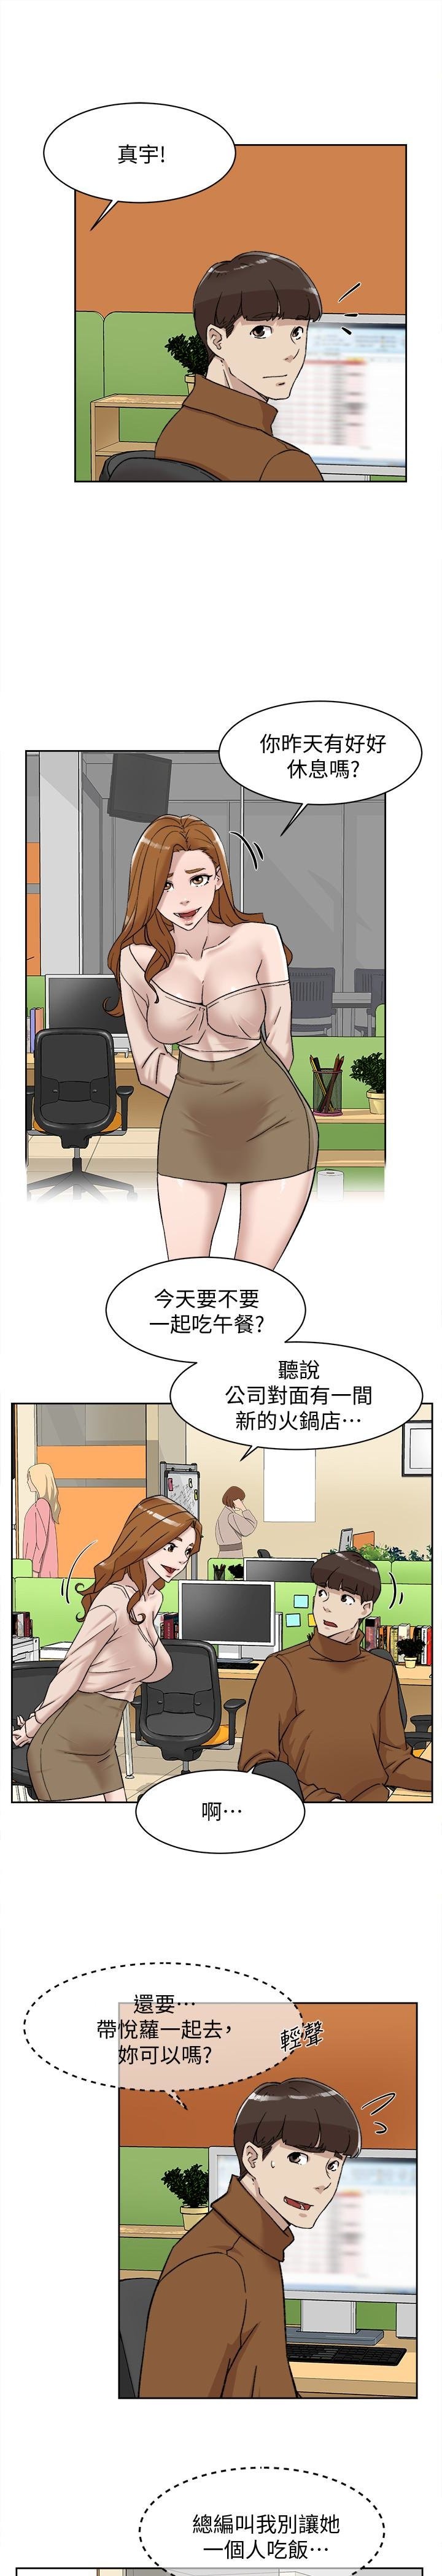 真宇!
你昨天有好好
休息嗎?
今天要不要
一起吃午餐?
聽說
公司對面有一間
新的火鍋店⋯
啊⋯
還要⋯
帶悅蘿一起去,
妳可以嗎?
輕聲
總編叫我別讓她
一個人吃飯⋯